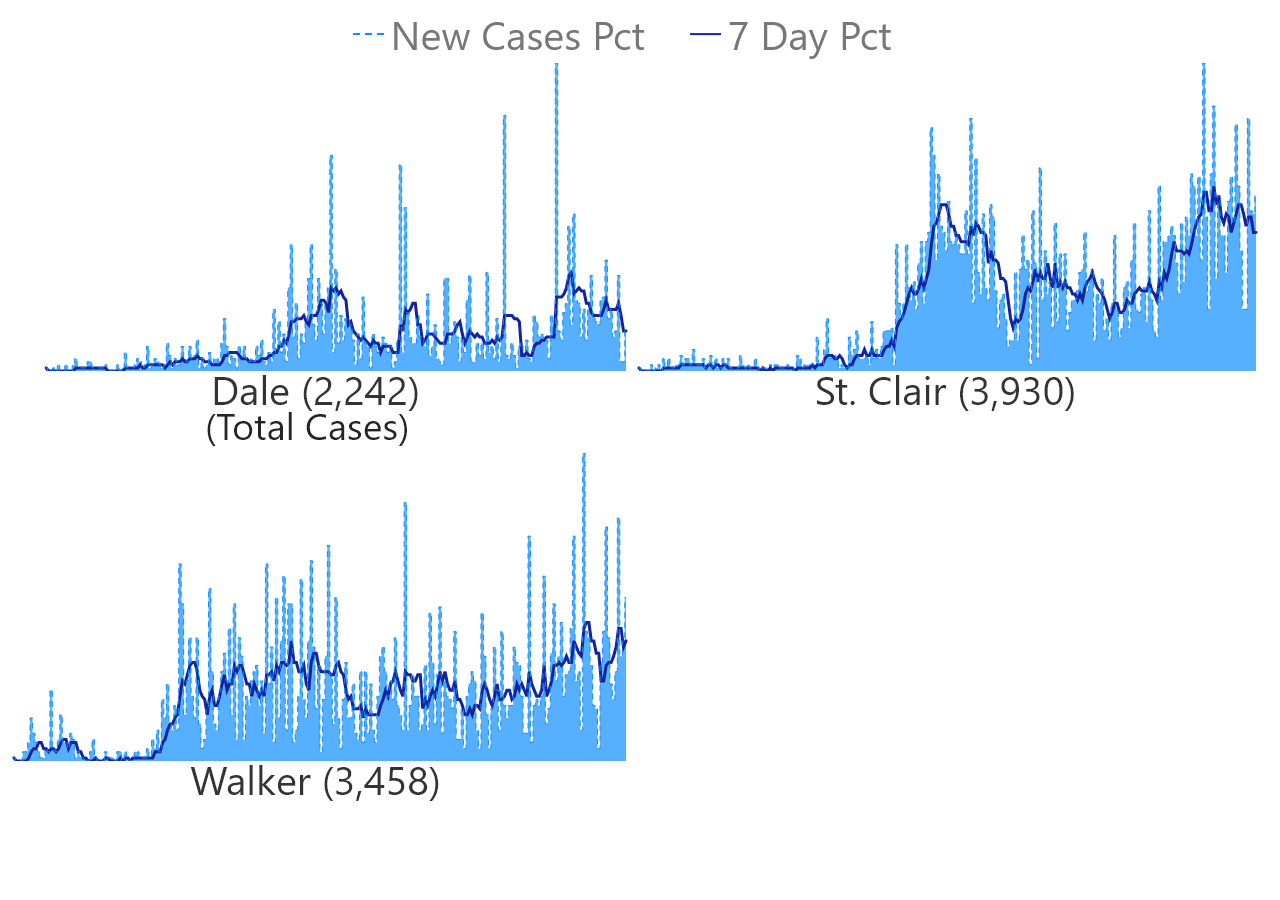 New Cases Pct 7 Day Pct
Dale (2,242)
(Total Cases)
St. Clair (3,930)
Walker (3,458)